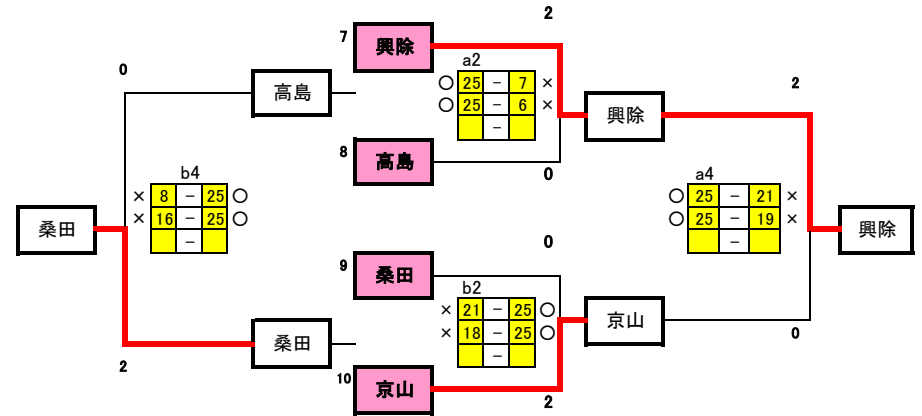 2
7
興除
a2
○ 25 － 7 ×
○ 25 － 6 ×
－
0
高島
興除
2
8
高島
0
b4
× 8 － 25 ○
× 16 － 25 ○
－
a4
○ 25 － 21 ×
○ 25 － 19 ×
－
桑田
興除
0
9
桑田
b2
× 21 － 25 ○
× 18 － 25 ○
－
京山
桑田
0
2
10
京山
2